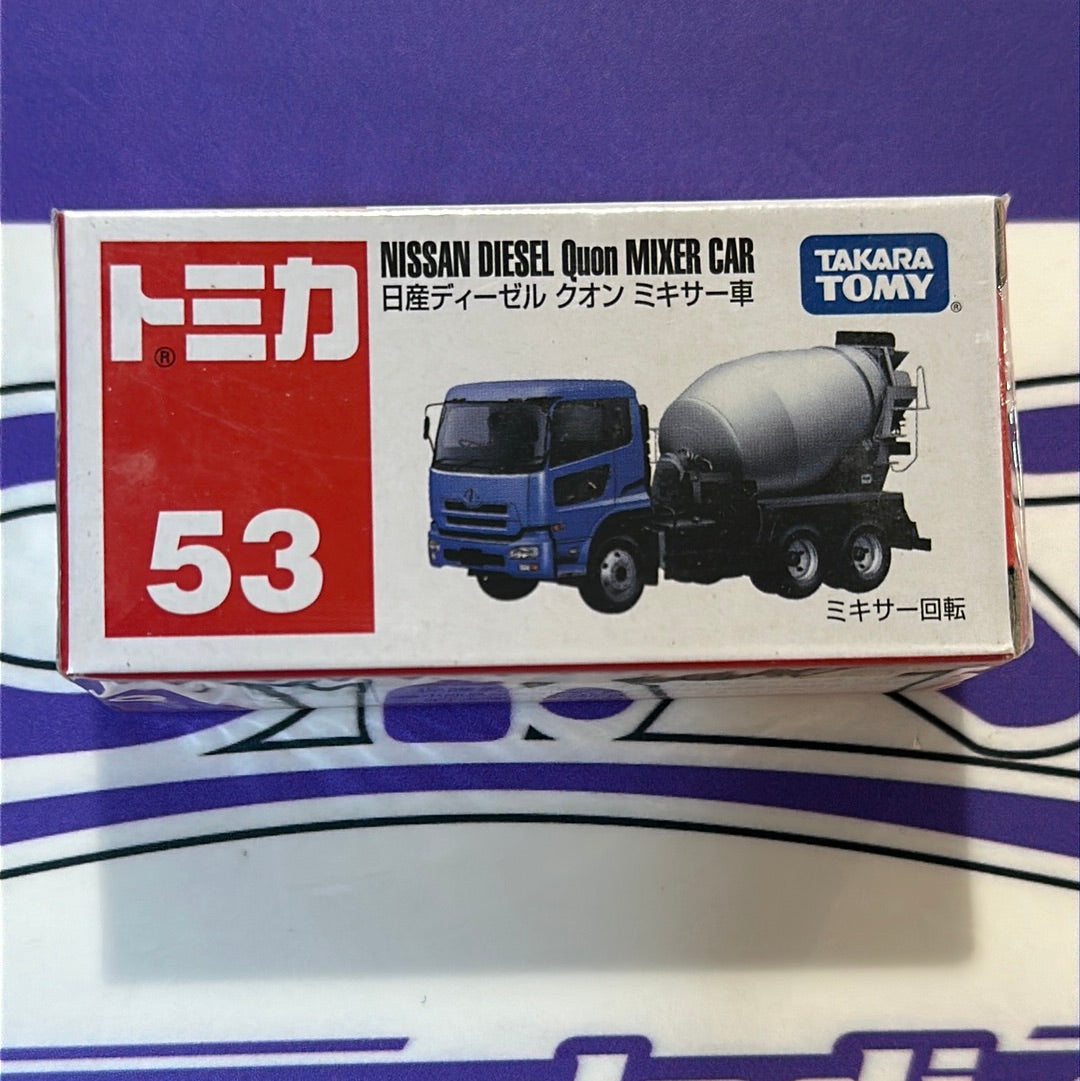 トミカ
®
53
NISSAN DIESEL Quon MIXER CAR
日産ディーゼル クオン ミキサー車
TAKARA
TOMY
®
ミキサー回転